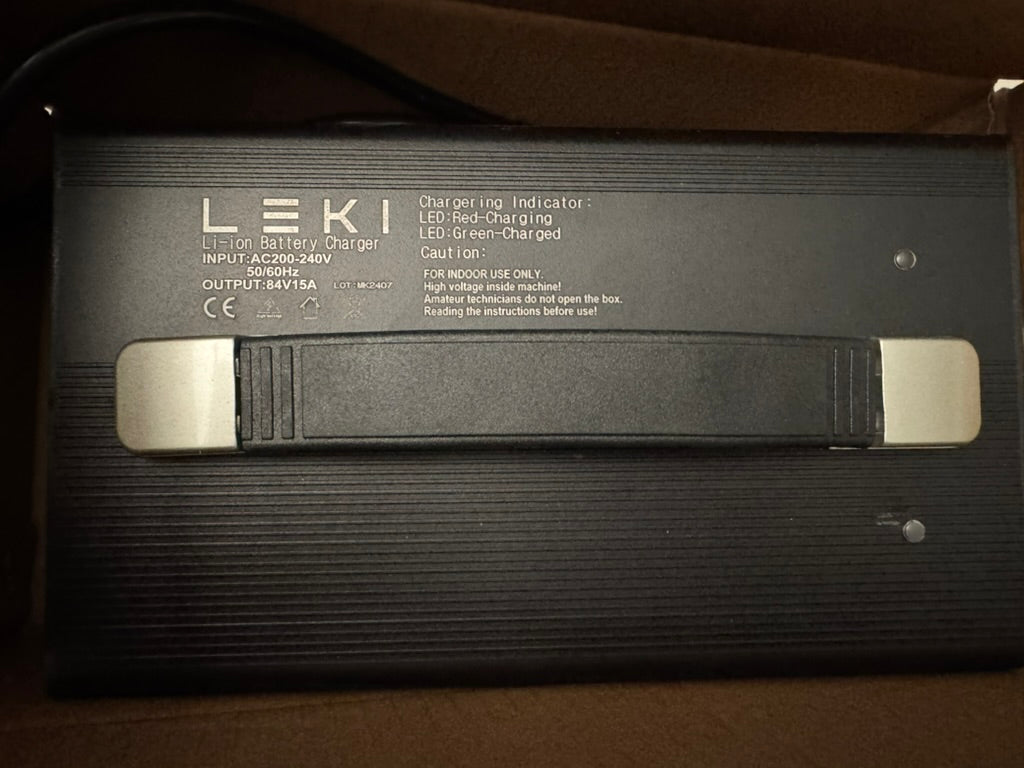 LEKI
Li-ion Battery Charger
INPUT:AC200-240V
50/60Hz
OUTPUT:84V15A LOT:MK2407
CE
Chargering Indicator:
LED:Red-Charging
LED:Green-Charged
Caution:
FOR INDOOR USE ONLY.
High voltage inside machine!
Amateur technicians do not open the box.
Reading the instructions before use!